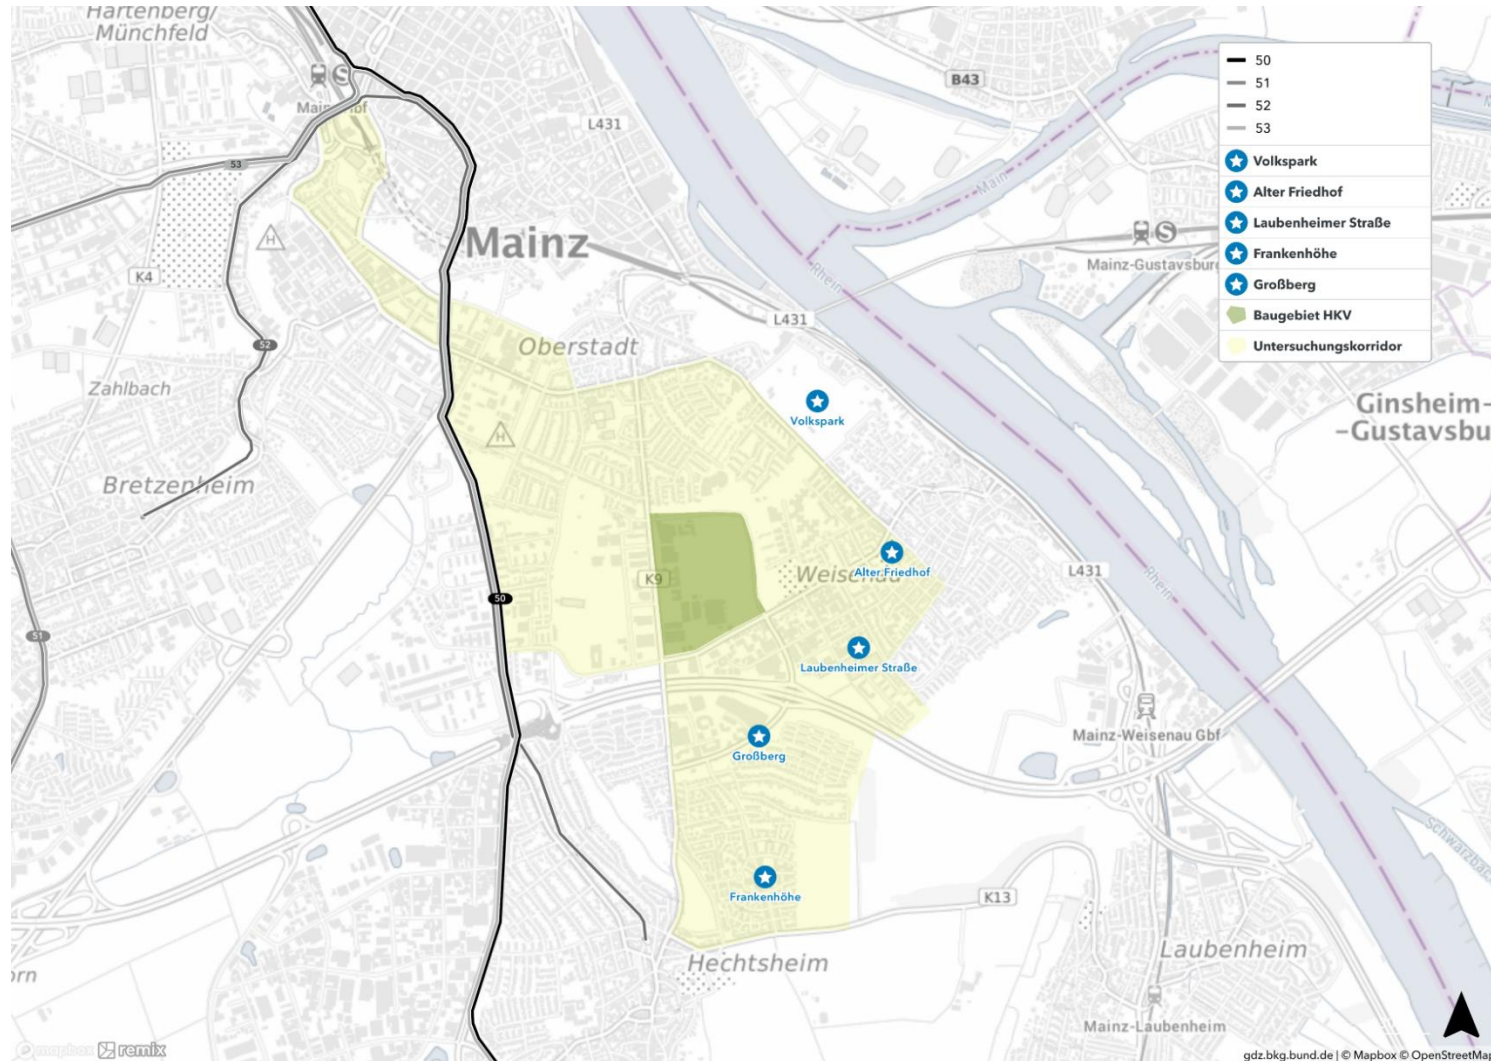 Hartenberg/
Münchfeld
Mainz Hbf
L431
B43
Main
K4
53
H
Mainz
52
Zahlbach
Bretzenheim
Oberstadt
L431
Rhein
Mainz-Gustavsburg
H
Volkspark
Ginsheim-
-Gustavsbu
K9
Weisenau
Alter Friedhof
L431
Rhein
50
51
Laubenheimer Straße
Großberg
Mainz-Weisenau Gbf
Frankenhöhe
K13
Schwarzbach
Hechtsheim
Laubenheim
orn
Mainz-Laubenheim
50
51
52
53
Volkspark
Alter Friedhof
Laubenheimer Straße
Frankenhöhe
Großberg
Baugebiet HKV
Untersuchungskorridor
mapbox remix
gdz.bkg.bund.de | © Mapbox © OpenStreetMap